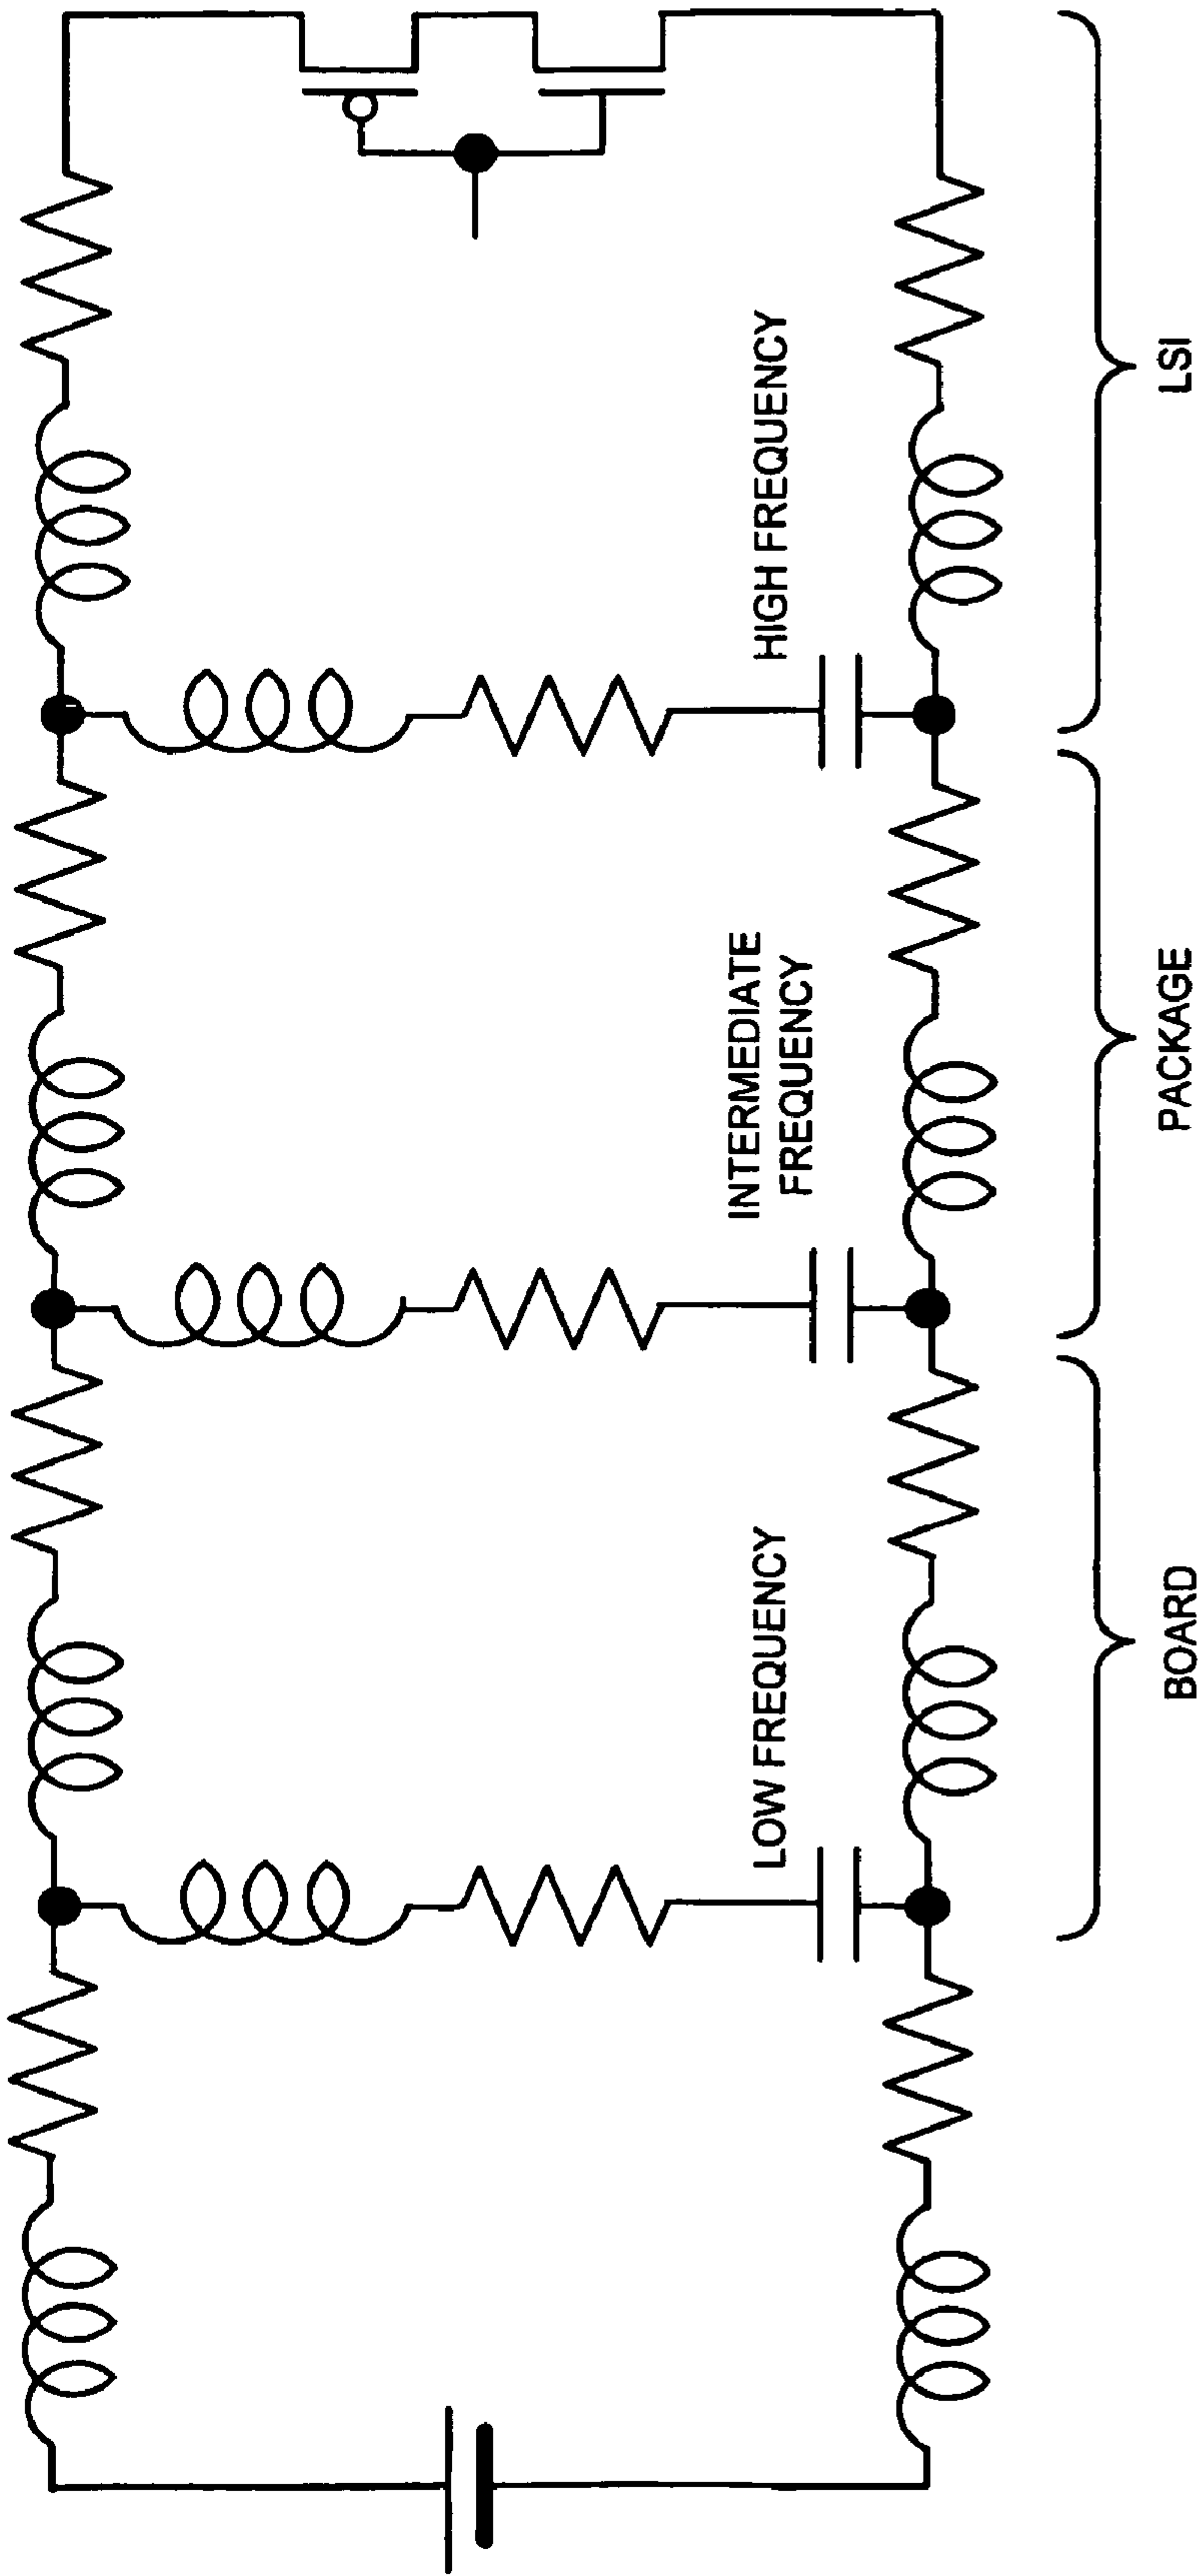 LOW FREQUENCY
INTERMEDIATE
FREQUENCY
HIGH FREQUENCY
BOARD
PACKAGE
LSI